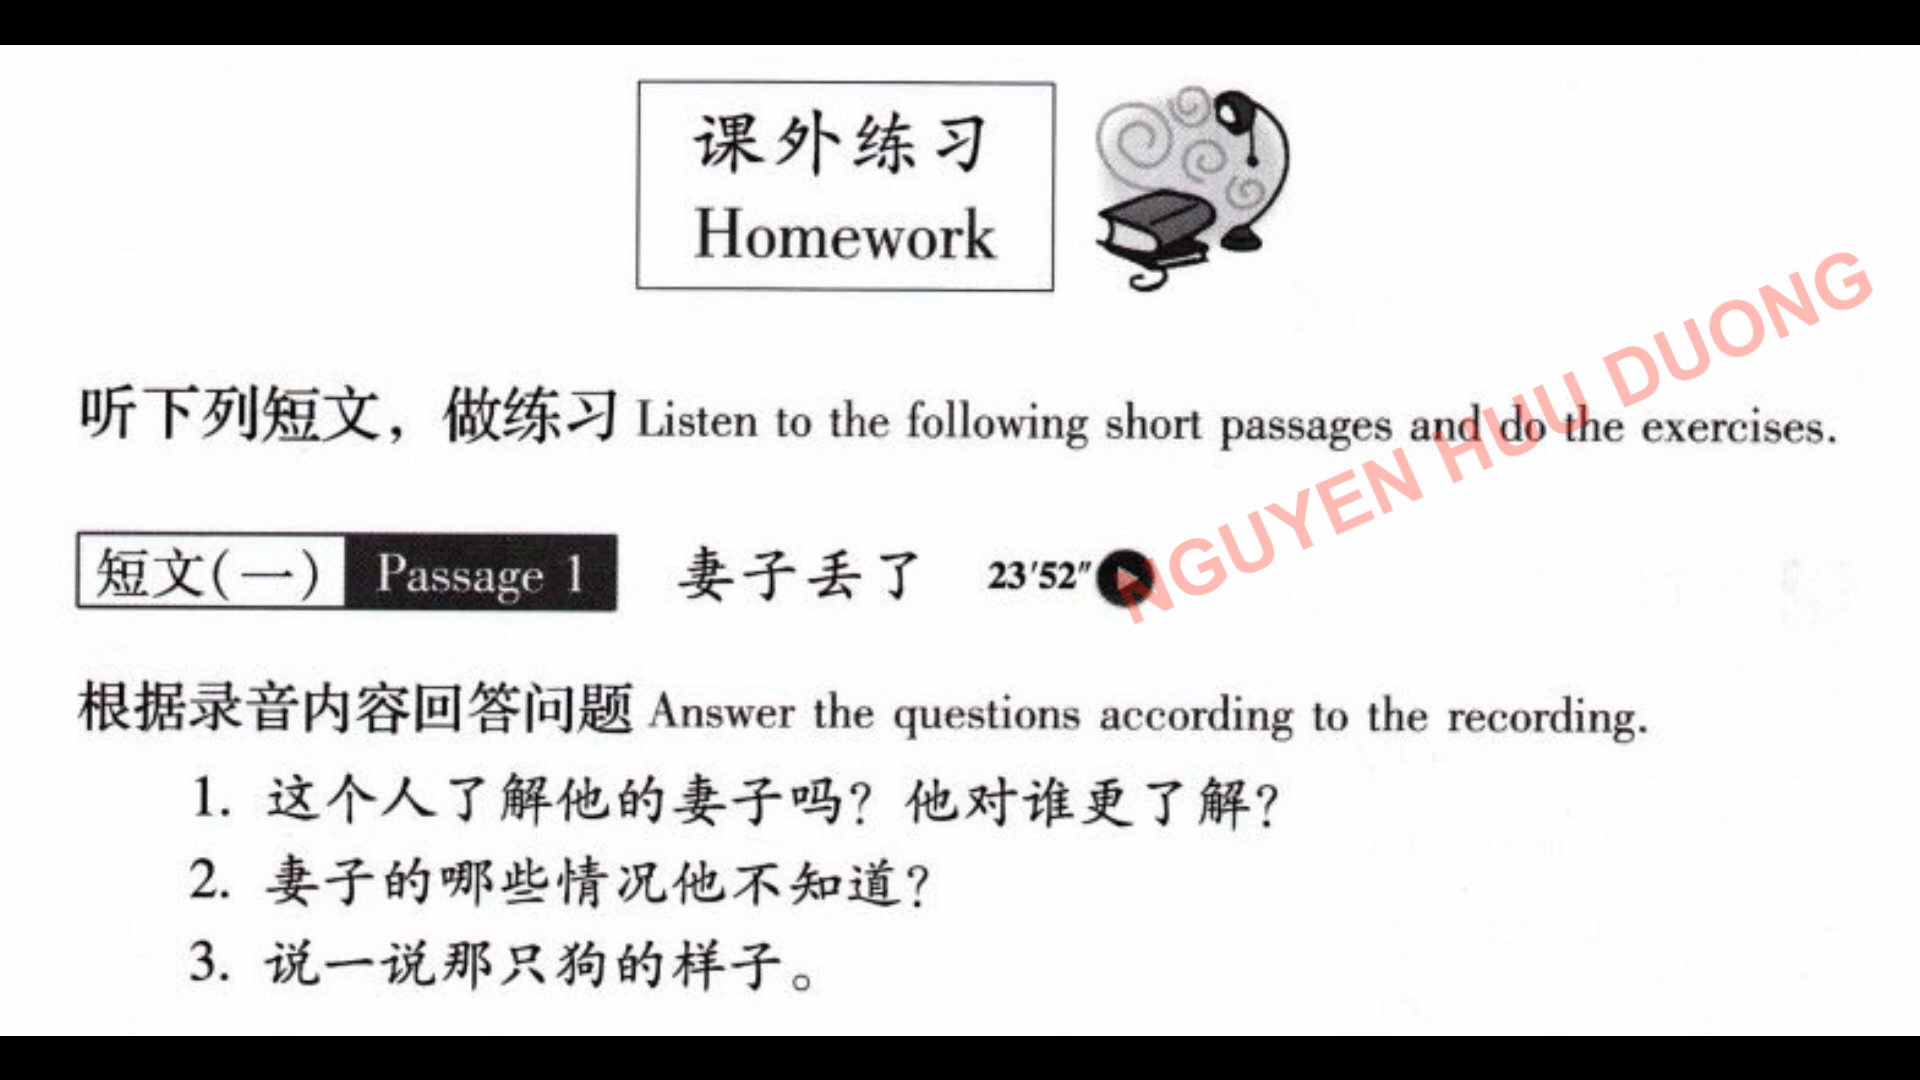 课外练习
Homework
听下列短文，做练习 Listen to the following short passages and do the exercises.
短文(一) Passage 1 妻子丢了 23′52″
根据录音内容回答问题 Answer the questions according to the recording.
1. 这个人了解他的妻子吗？他对谁更了解？
2. 妻子的哪些情况他不知道？
3. 说一说那只狗的样子。
NGUYEN HUU DUONG